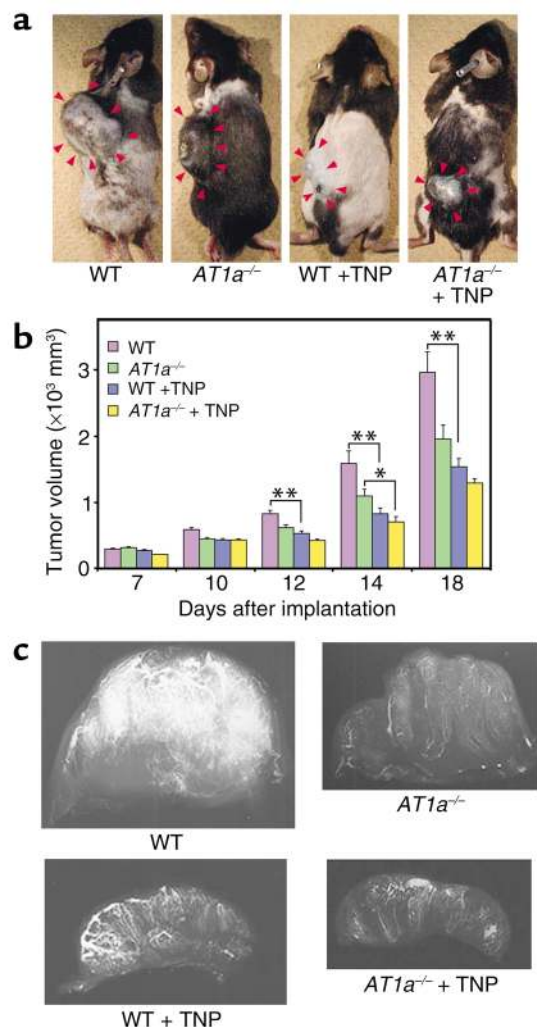 a
WT
AT1a⁻/⁻
WT +TNP
AT1a⁻/⁻
+ TNP
b
WT
AT1a⁻/⁻
WT +TNP
AT1a⁻/⁻ + TNP
Tumor volume (×10³ mm³)
3
2
1
0
**
**
*
**
7 10 12 14 18
Days after implantation
c
WT
AT1a⁻/⁻
WT + TNP
AT1a⁻/⁻ + TNP